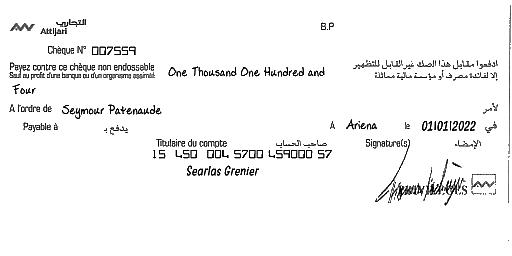 التجاري
Attijari
B.P
Chèque N° 007559
Payez contre ce chèque non endossable
Sauf au profit d'une banque ou d'un organisme assimilé
One Thousand One Hundred and
ادفعوا مقابل هذا الصك غير القابل للتظهير
إلا لفائدة مصرف أو مؤسسة مالية مماثلة
Four
A l'ordre de Seymour Patenaude لأمر
Payable à يدفع بـ A Ariena le 01/01/2022 في
Titulaire du compte صاحب الحساب Signature(s) الإمضاء
15 450 004 5700 459000 57
Searlas Grenier